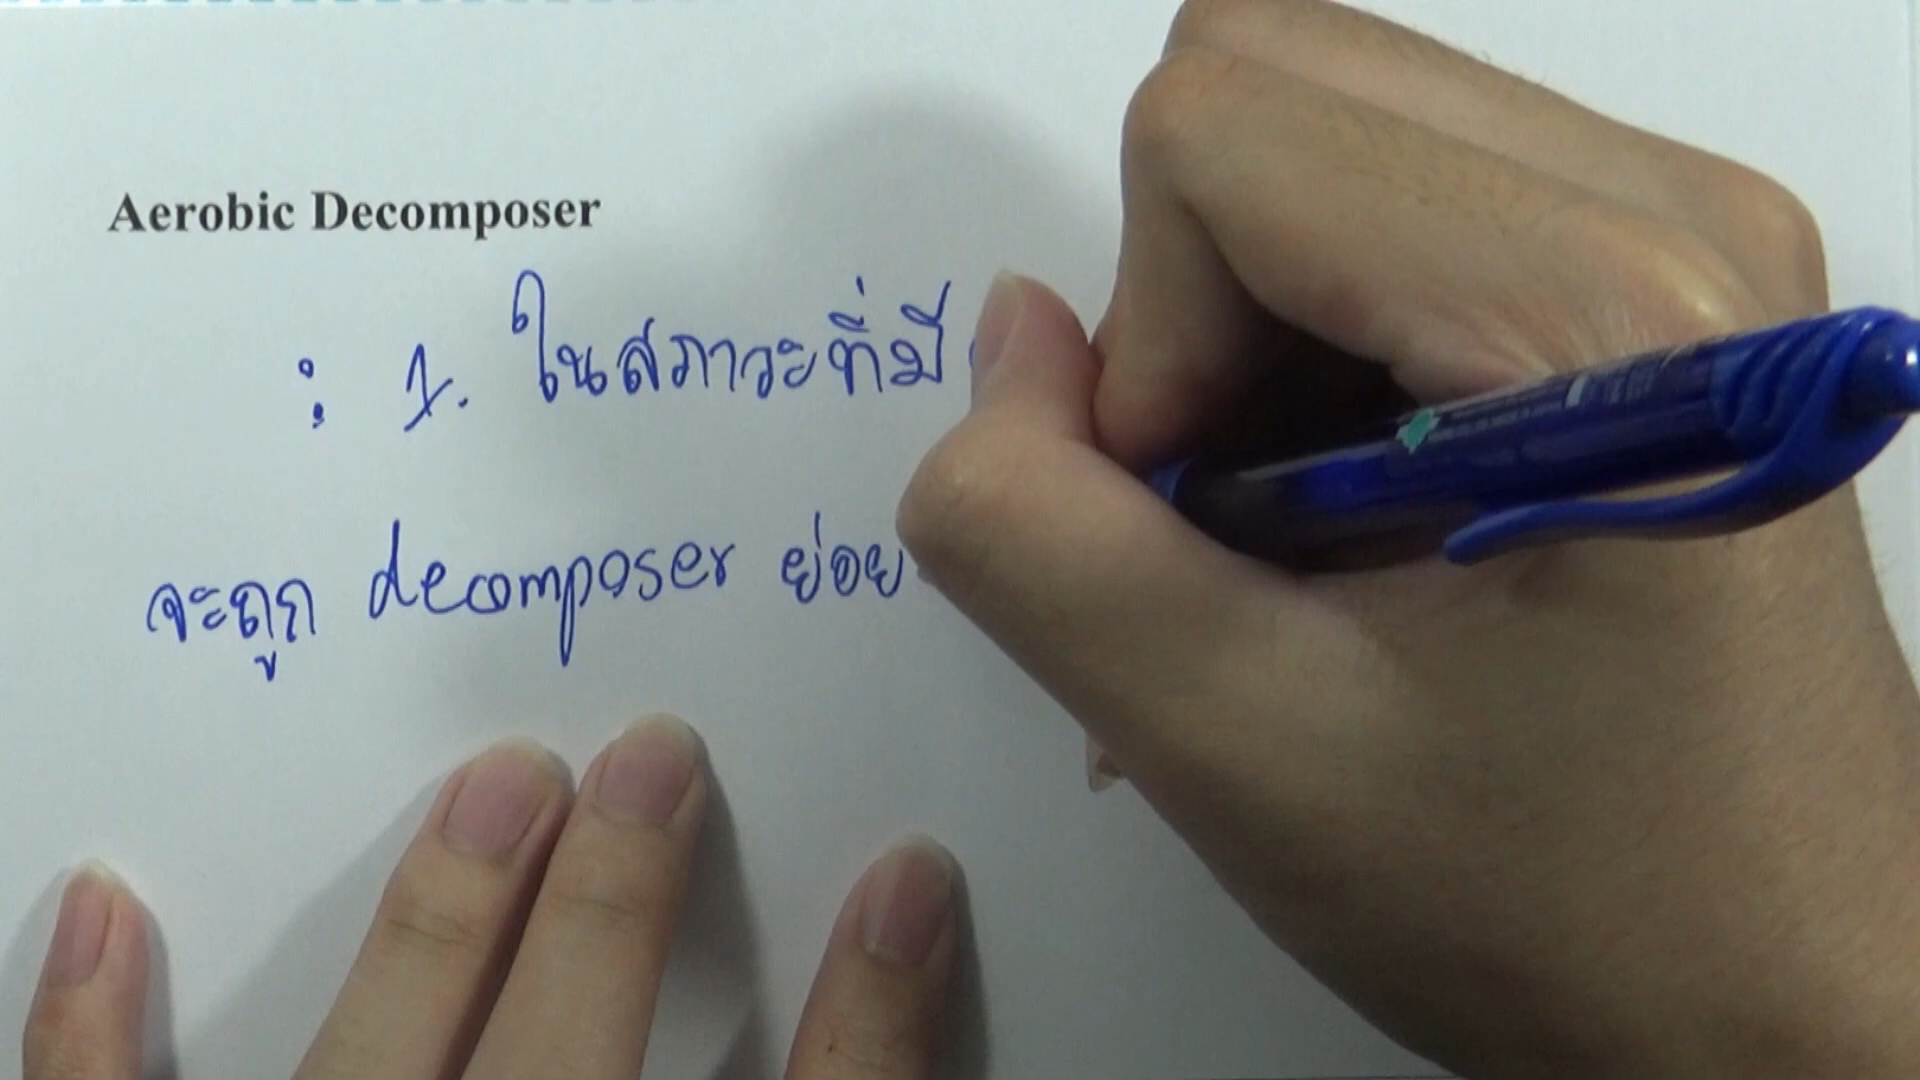 Aerobic Decomposer
: 1. ในสภาวะที่มี
จะถูก decomposer ย่อย